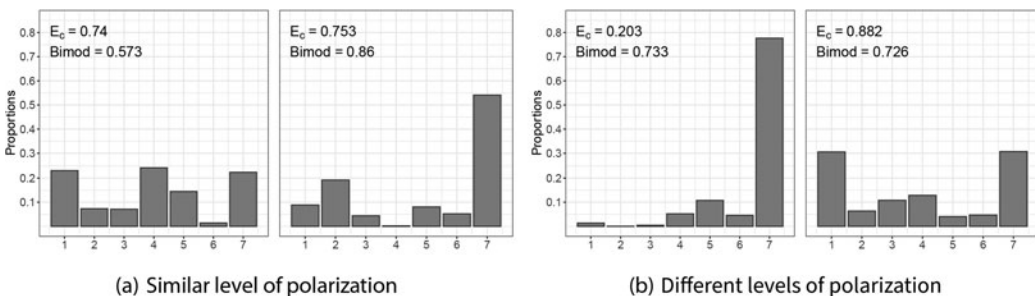 E_c = 0.74
Bimod = 0.573
E_c = 0.753
Bimod = 0.86
Proportions
0.8
0.7
0.6
0.5
0.4
0.3
0.2
0.1
1 2 3 4 5 6 7
1 2 3 4 5 6 7
(a) Similar level of polarization
E_c = 0.203
Bimod = 0.733
E_c = 0.882
Bimod = 0.726
Proportions
0.8
0.7
0.6
0.5
0.4
0.3
0.2
0.1
1 2 3 4 5 6 7
1 2 3 4 5 6 7
(b) Different levels of polarization